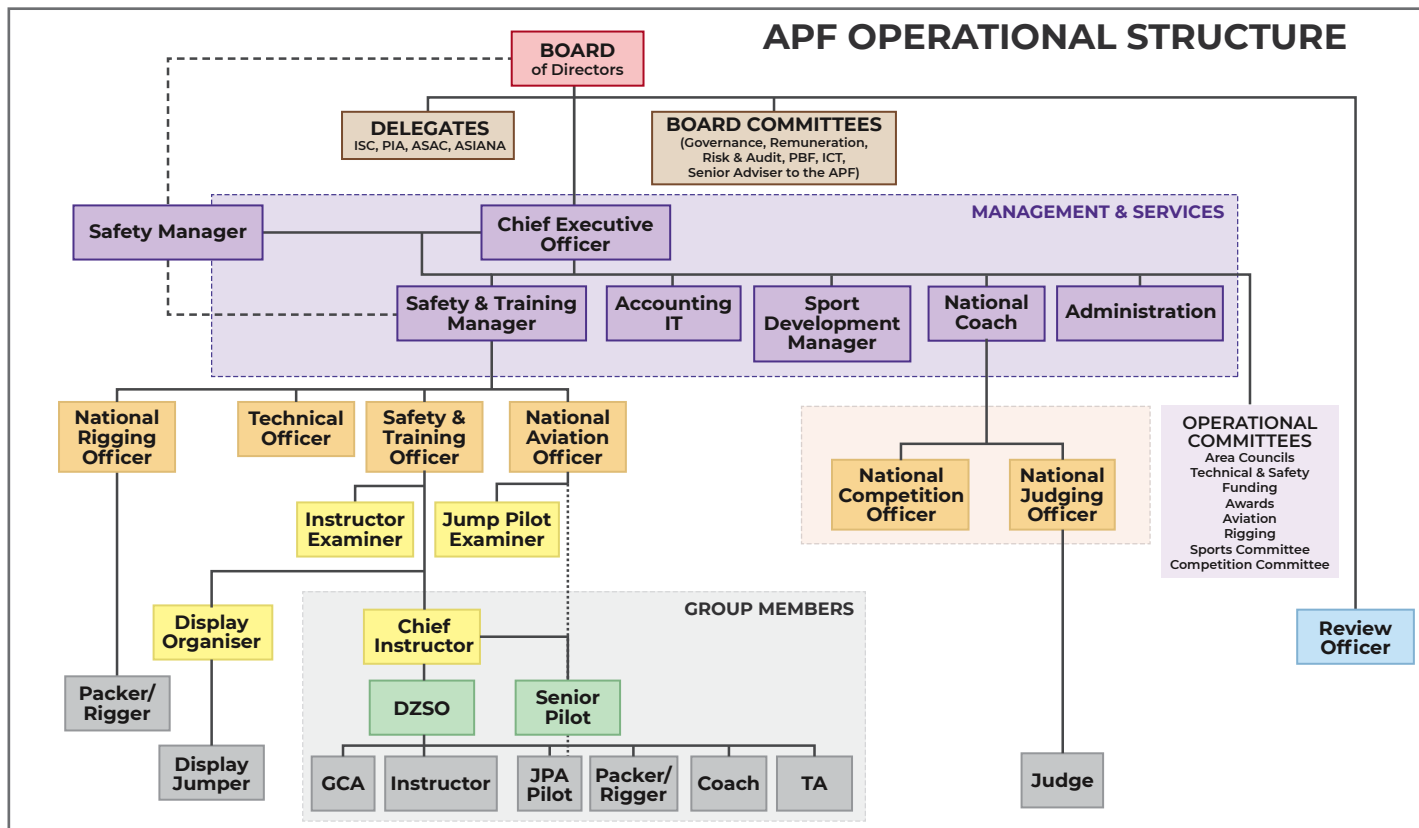 APF OPERATIONAL STRUCTURE
BOARD
of Directors
DELEGATES
ISC, PIA, ASAC, ASIANA
BOARD COMMITTEES
(Governance, Remuneration,
Risk & Audit, PBF, ICT,
Senior Adviser to the APF)
MANAGEMENT & SERVICES
Safety Manager
Chief Executive
Officer
Safety & Training
Manager
Accounting
IT
Sport
Development
Manager
National
Coach
Administration
National
Rigging
Officer
Technical
Officer
Safety &
Training
Officer
National
Aviation
Officer
OPERATIONAL
COMMITTEES
Area Councils
Technical & Safety
Funding
Awards
Aviation
Rigging
Sports Committee
Competition Committee
National
Competition
Officer
National
Judging
Officer
Instructor
Examiner
Jump Pilot
Examiner
GROUP MEMBERS
Display
Organiser
Chief
Instructor
Review
Officer
Packer/
Rigger
DZSO
Senior
Pilot
Display
Jumper
GCA
Instructor
JPA
Pilot
Packer/
Rigger
Coach
TA
Judge